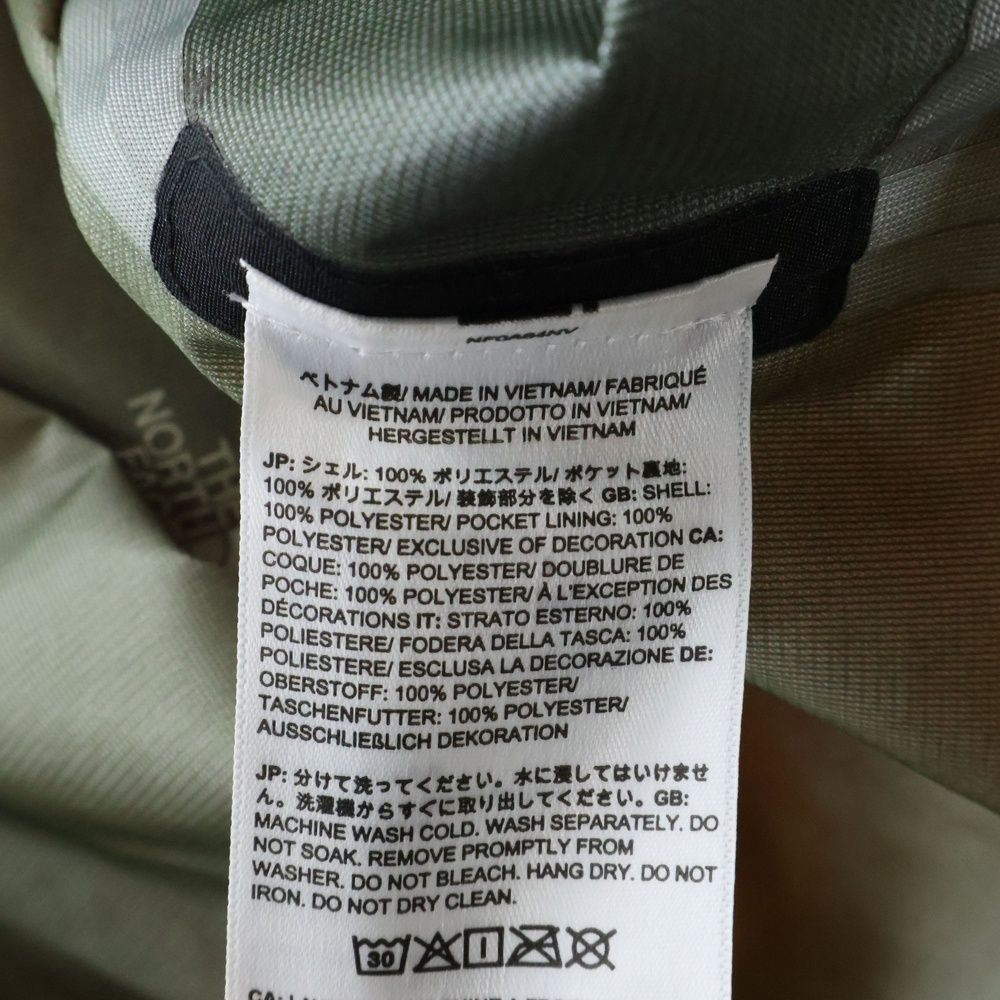 ベトナム製/ MADE IN VIETNAM/ FABRIQUÉ
AU VIETNAM/ PRODOTTO IN VIETNAM/
HERGESTELLT IN VIETNAM
JP: シェル: 100% ポリエステル/ ポケット裏地:
100% ポリエステル/ 装飾部分を除く GB: SHELL:
100% POLYESTER/ POCKET LINING: 100%
POLYESTER/ EXCLUSIVE OF DECORATION CA:
COQUE: 100% POLYESTER/ DOUBLURE DE
POCHE: 100% POLYESTER/ À L'EXCEPTION DES
DÉCORATIONS IT: STRATO ESTERNO: 100%
POLIESTERE/ FODERA DELLA TASCA: 100%
POLIESTERE/ ESCLUSA LA DECORAZIONE DE:
OBERSTOFF: 100% POLYESTER/
TASCHENFUTTER: 100% POLYESTER/
AUSSCHLIEßLICH DEKORATION
JP: 分けて洗ってください。水に浸してはいけませ
ん。洗濯機からすぐに取り出してください。GB:
MACHINE WASH COLD. WASH SEPARATELY. DO
NOT SOAK. REMOVE PROMPTLY FROM
WASHER. DO NOT BLEACH. HANG DRY. DO NOT
IRON. DO NOT DRY CLEAN.
30
THE
NORTH